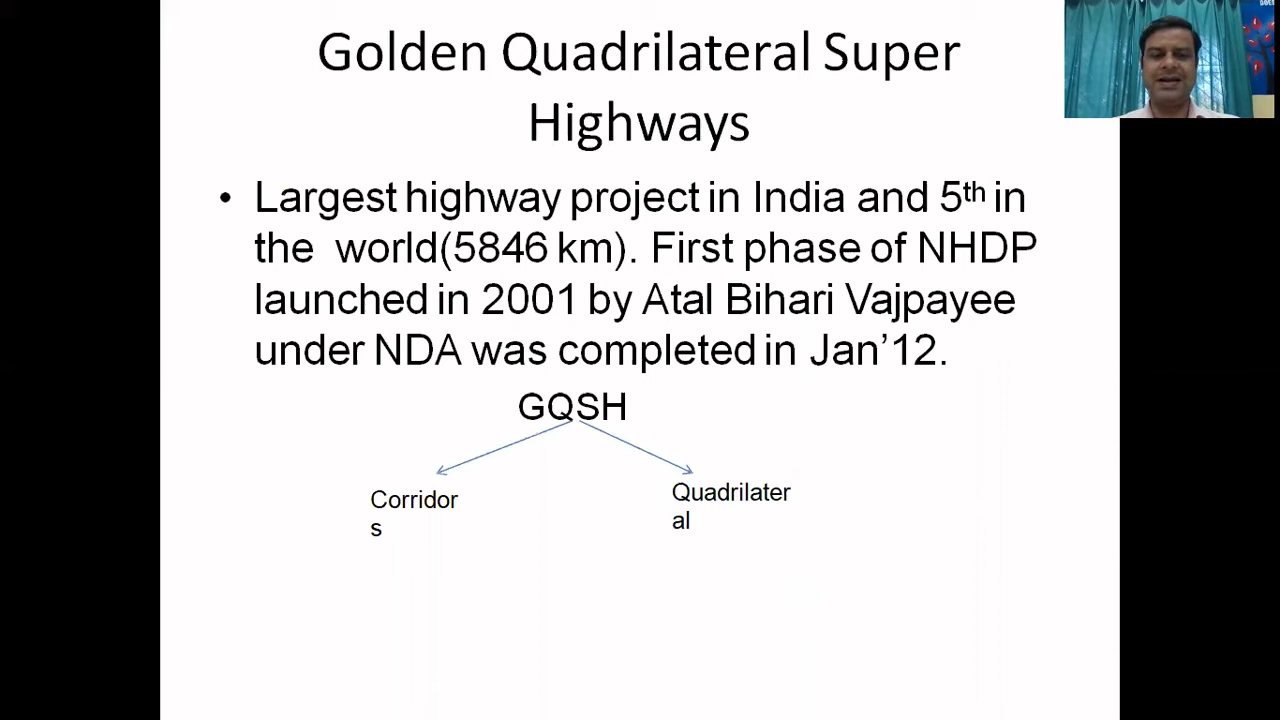 Golden Quadrilateral Super
Highways
• Largest highway project in India and 5th in
the world(5846 km). First phase of NHDP
launched in 2001 by Atal Bihari Vajpayee
under NDA was completed in Jan’12.
GQSH
Corridor
s
Quadrilater
al